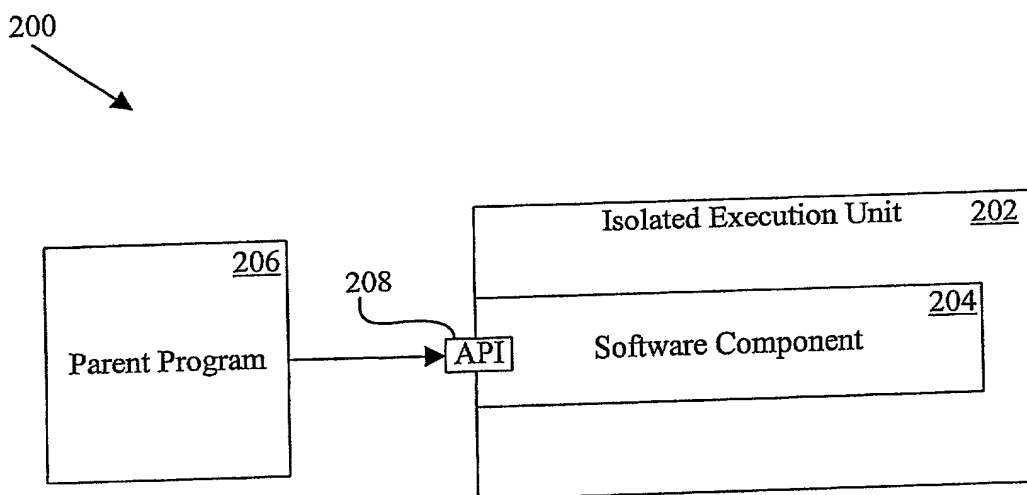 200
Isolated Execution Unit 202
206
208
204
Parent Program
API
Software Component